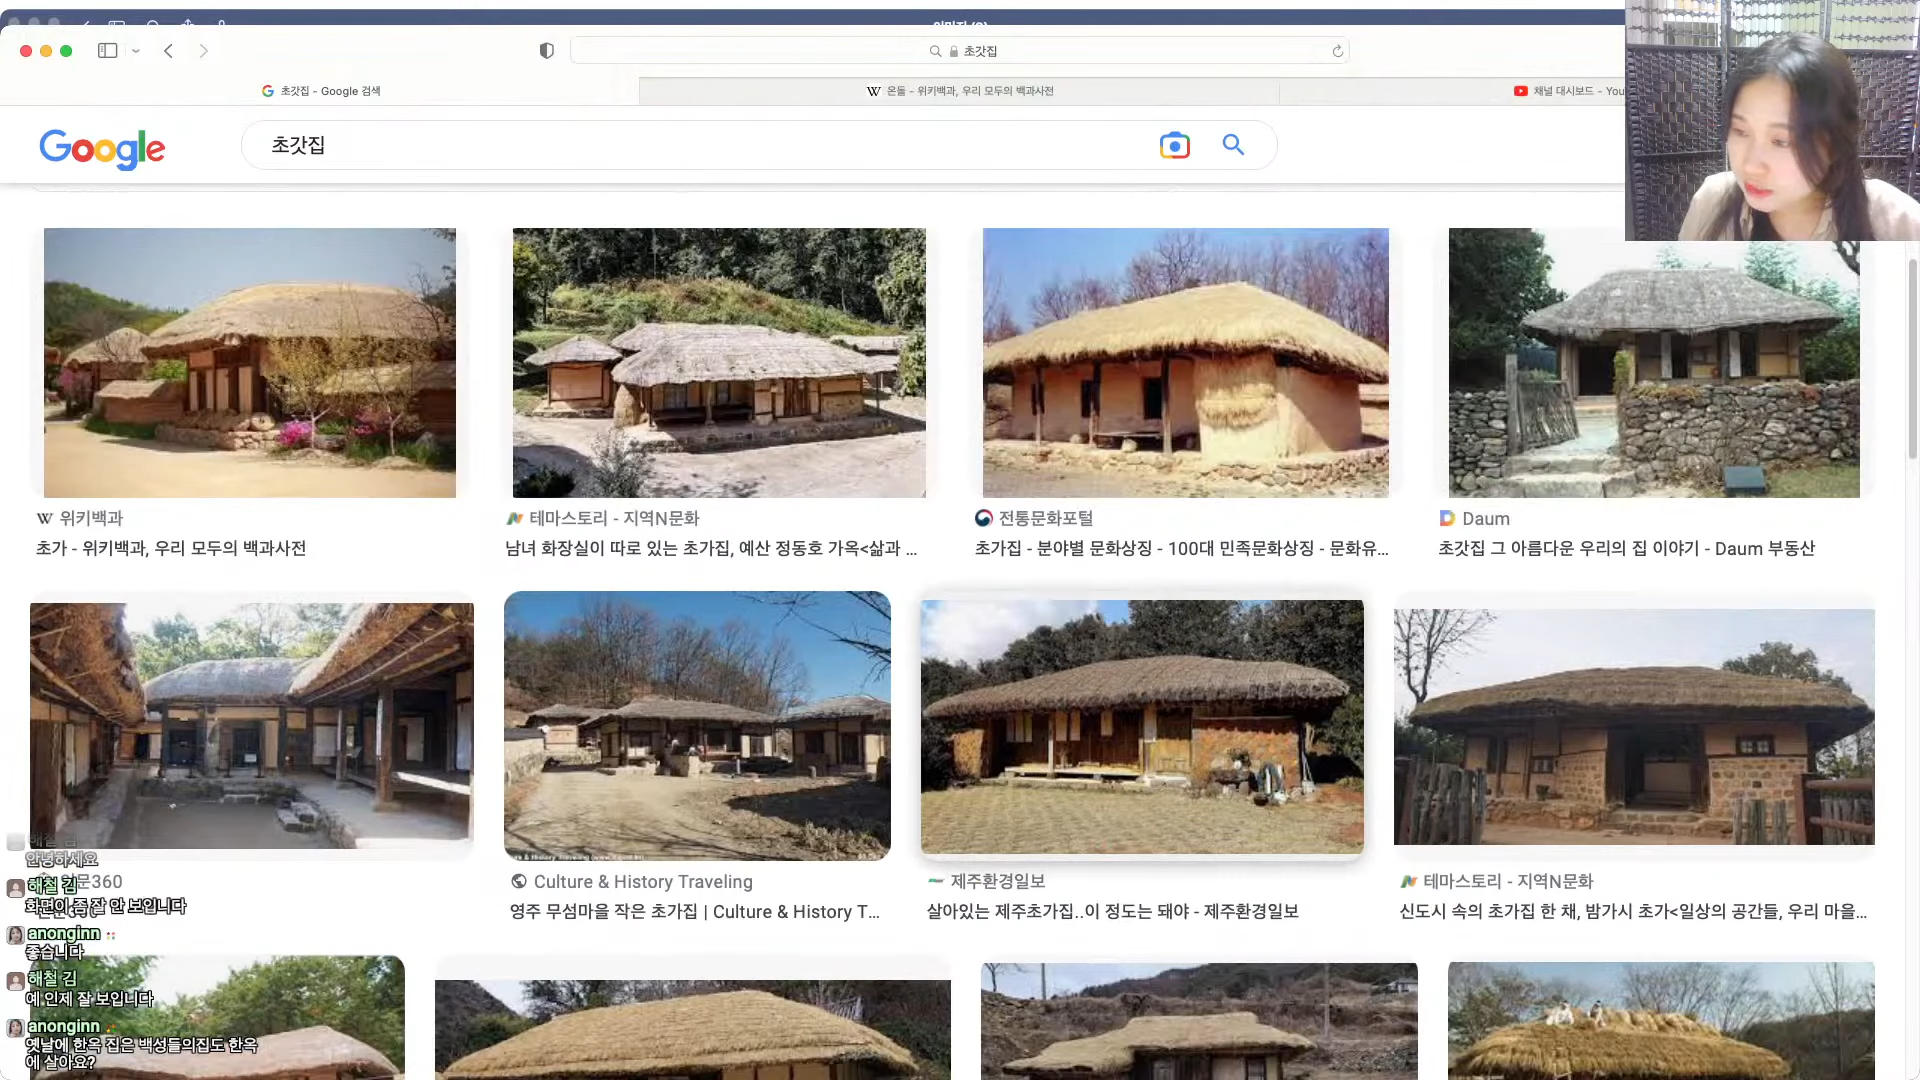 초갓집
초갓집 - Google 검색
W 온돌 - 위키백과, 우리 모두의 백과사전
채널 대시보드 - You
Google
초갓집
W 위키백과
초가 - 위키백과, 우리 모두의 백과사전
테마스토리 - 지역N문화
남녀 화장실이 따로 있는 초가집, 예산 정동호 가옥<삶과 ...
전통문화포털
초가집 - 분야별 문화상징 - 100대 민족문화상징 - 문화유...
Daum
초갓집 그 아름다운 우리의 집 이야기 - Daum 부동산
Culture & History Traveling
영주 무섬마을 작은 초가집 | Culture & History T...
제주환경일보
살아있는 제주초가집..이 정도는 돼야 - 제주환경일보
테마스토리 - 지역N문화
신도시 속의 초가집 한 채, 밤가시 초가<일상의 공간들, 우리 마을...
해철 김
안녕하세요
해철 김
화면이 좀 잘 안 보입니다
anonginn
좋습니다
해철 김
예 인제 잘 보입니다
anonginn
옛날에 한옥 집은 백성들의집도 한옥
에 살아요?